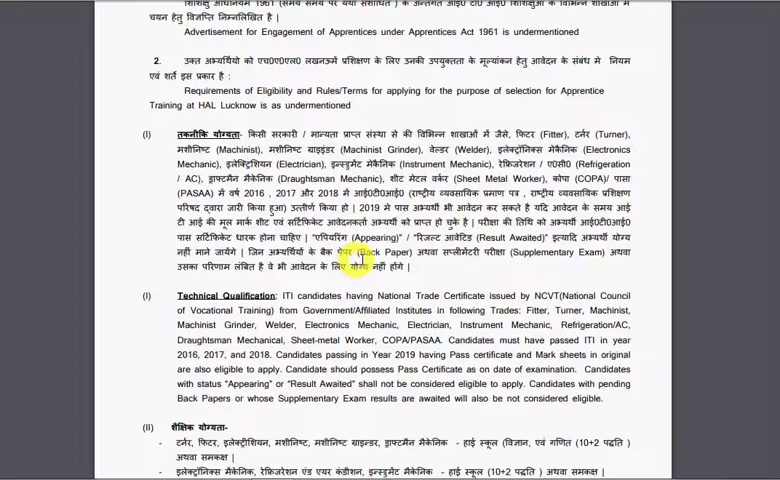 शिशिक्षु अधिनियम 1961 (समय समय पर यथा संशोधित ) के अन्तर्गत आई0 टी0 आई0 शिशिक्षुओं के विभिन्न शाखाओं में
चयन हेतु विज्ञप्ति निम्नलिखित है |
Advertisement for Engagement of Apprentices under Apprentices Act 1961 is undermentioned
2. उक्त अभ्यर्थियो को एच0ए0एल0 लखनऊमें प्रशिक्षण के लिए उनकी उपयुक्तता के मूल्यांकन हेतु आवेदन के संबंध मे नियम
एवं शर्तें इस प्रकार है :
Requirements of Eligibility and Rules/Terms for applying for the purpose of selection for Apprentice
Training at HAL Lucknow is as undermentioned
(I) तकनीकि योग्यता- किसी सरकारी / मान्यता प्राप्त संस्था से की विभिन्न शाखाओं में जैसे, फिटर (Fitter), टर्नर (Turner),
मशीनिष्ट (Machinist), मशीनिष्ट ग्राइंडर (Machinist Grinder), वेल्डर (Welder), इलेक्ट्रॉनिक्स मेकैनिक (Electronics
Mechanic), इलेक्ट्रिशियन (Electrician), इन्स्ट्रुमेंट मेकैनिक (Instrument Mechanic), रेफ्रिजरेशन / ए0सी0 (Refrigeration
/ AC), ड्राफ्टमैन मैकेनिक (Draughtsman Mechanic), शीट मेटल वर्कर (Sheet Metal Worker), कोपा (COPA)/ पासा
(PASAA) में वर्ष 2016 , 2017 और 2018 में आई0टी0आई0 (राष्ट्रीय व्यवसायिक प्रमाण पत्र , राष्ट्रीय व्यवसायिक प्रशिक्षण
परिषद द्वारा जारी किया हुआ) उत्तीर्ण किया हो | 2019 मे पास अभ्यर्थी भी आवेदन कर सकते है यदि आवेदन के समय आई
टी आई की मूल मार्क शीट एवं सर्टिफिकेट आवेदनकर्ता अभ्यर्थी को प्राप्त हो चुके है | परीक्षा की तिथि को अभ्यर्थी आई0टी0आई0
पास सर्टिफिकेट धारक होना चाहिए | "एपियरिंग (Appearing)" / "रिजल्ट आवेटिड (Result Awaited)" इत्यादि अभ्यर्थी योग्य
नहीं माने जायेंगे | जिन अभ्यर्थियों के बैक पेपर (Back Paper) अथवा सप्लीमेंटरी परीक्षा (Supplementary Exam) अथवा
उसका परिणाम लंबित है वे भी आवेदन के लिए योग्य नहीं होंगे |
(I) Technical Qualification: ITI candidates having National Trade Certificate issued by NCVT(National Council
of Vocational Training) from Government/Affiliated Institutes in following Trades: Fitter, Turner, Machinist,
Machinist Grinder, Welder, Electronics Mechanic, Electrician, Instrument Mechanic, Refrigeration/AC,
Draughtsman Mechanical, Sheet-metal Worker, COPA/PASAA. Candidates must have passed ITI in year
2016, 2017, and 2018. Candidates passing in Year 2019 having Pass certificate and Mark sheets in original
are also eligible to apply. Candidate should possess Pass Certificate as on date of examination. Candidates
with status "Appearing" or "Result Awaited" shall not be considered eligible to apply. Candidates with pending
Back Papers or whose Supplementary Exam results are awaited will also be not considered eligible.
(II) शैक्षिक योग्यता-
- टर्नर, फिटर, इलेक्ट्रीशियन, मशीनिष्ट, मशीनिष्ट ग्राइन्डर, ड्राफ्टमैन मैकेनिक - हाई स्कूल (विज्ञान, एवं गणित (10+2 पद्धति )
अथवा समकक्ष |
- इलेक्ट्रॉनिक्स मैकेनिक, रेफ्रिजरेशन एंड एयर कंडीशन, इन्स्ट्रुमेंट मैकेनिक - हाई स्कूल (10+2 पद्धति ) अथवा समकक्ष |